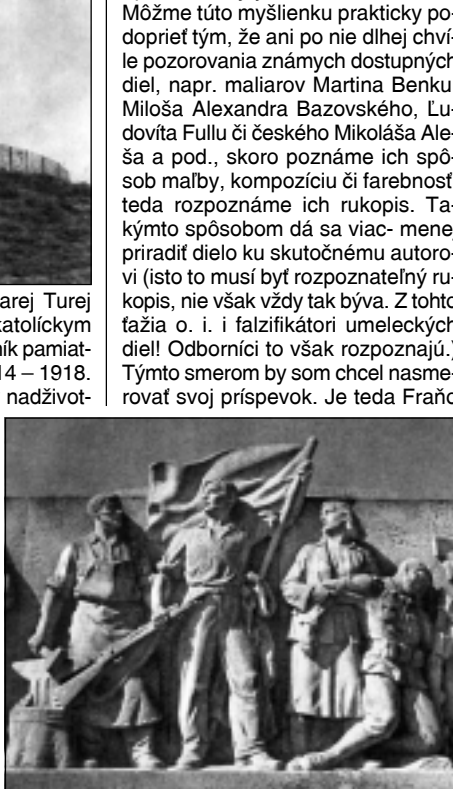 Môžme túto myšlienku prakticky po-
doprieť tým, že ani po nie dlhej chví-
le pozorovania známych dostupných
diel, napr. maliarov Martina Benku,
Miloša Alexandra Bazovského, Ľu-
dovíta Fullu či českého Mikoláša Ale-
ša a pod., skoro poznáme ich spô-
sob maľby, kompozíciu či farebnosť,
teda rozpoznáme ich rukopis. Ta-
kýmto spôsobom dá sa viac- menej
priradiť dielo ku skutočnému autoro-
vi (isto to musí byť rozpoznateľný ru-
kopis, nie však vždy tak býva. Z tohto
ťažia o. i. i falzifikátori umeleckých
diel! Odborníci to však rozpoznajú.)
Týmto smerom by som chcel nasme-
rovať svoj príspevok. Je teda Fraňo
arej Turej
katolíckym
ník pamiat-
14 – 1918.
nadživot-